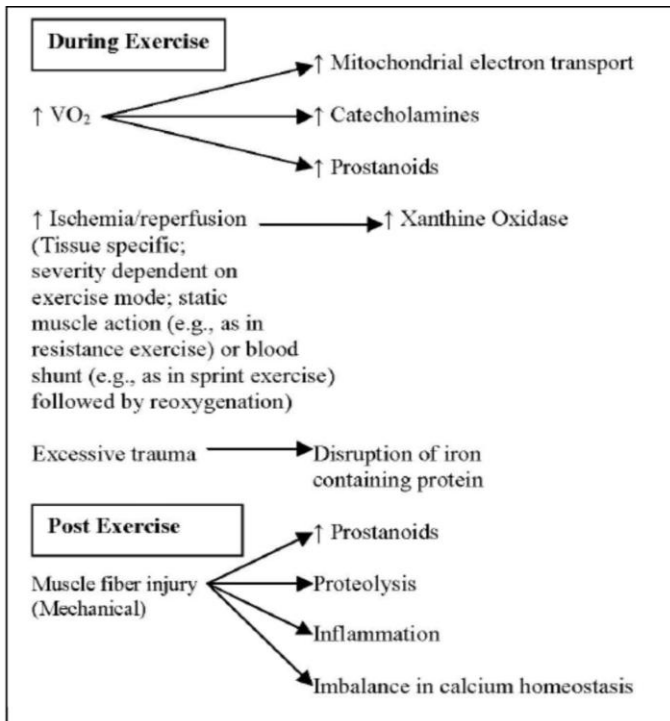 During Exercise
↑ Mitochondrial electron transport
↑ VO₂
↑ Catecholamines
↑ Prostanoids
↑ Ischemia/reperfusion
↑ Xanthine Oxidase
(Tissue specific;
severity dependent on
exercise mode; static
muscle action (e.g., as in
resistance exercise) or blood
shunt (e.g., as in sprint exercise)
followed by reoxygenation)
Excessive trauma
Disruption of iron
containing protein
Post Exercise
↑ Prostanoids
Muscle fiber injury
(Mechanical)
Proteolysis
Inflammation
Imbalance in calcium homeostasis